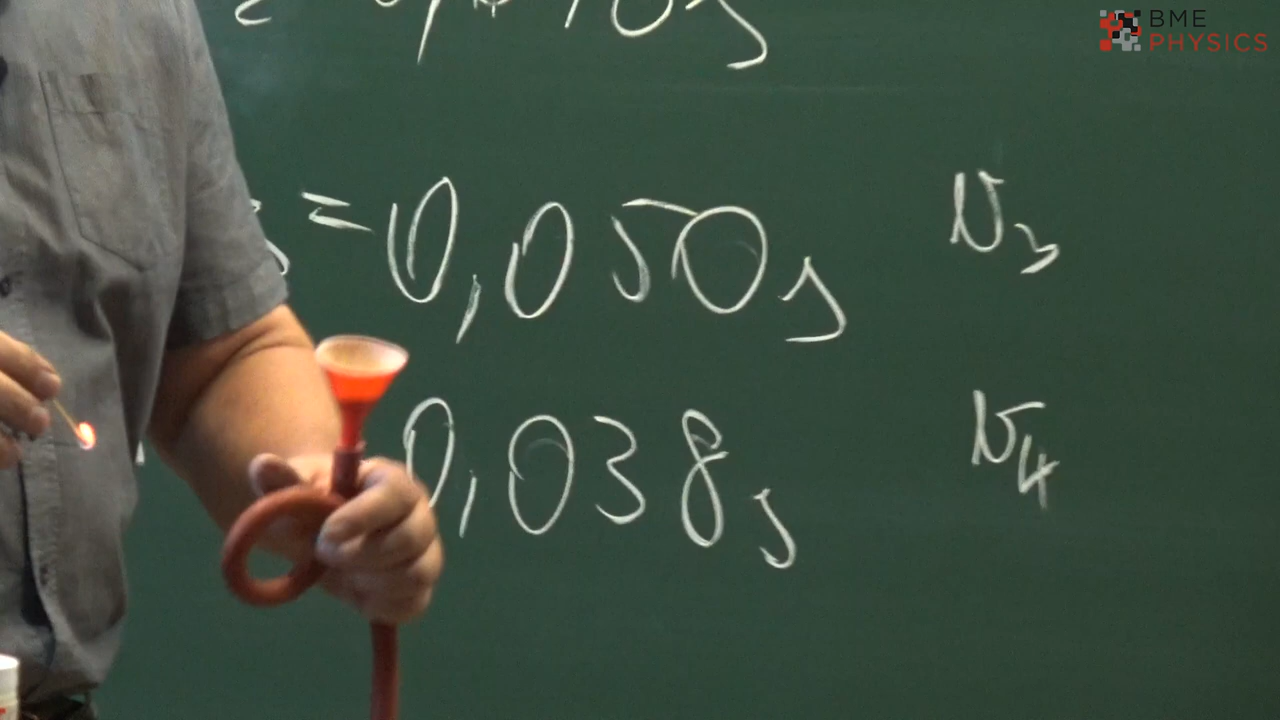 BME
PHYSICS
= 0,050 s
v3
0,038 s
v4